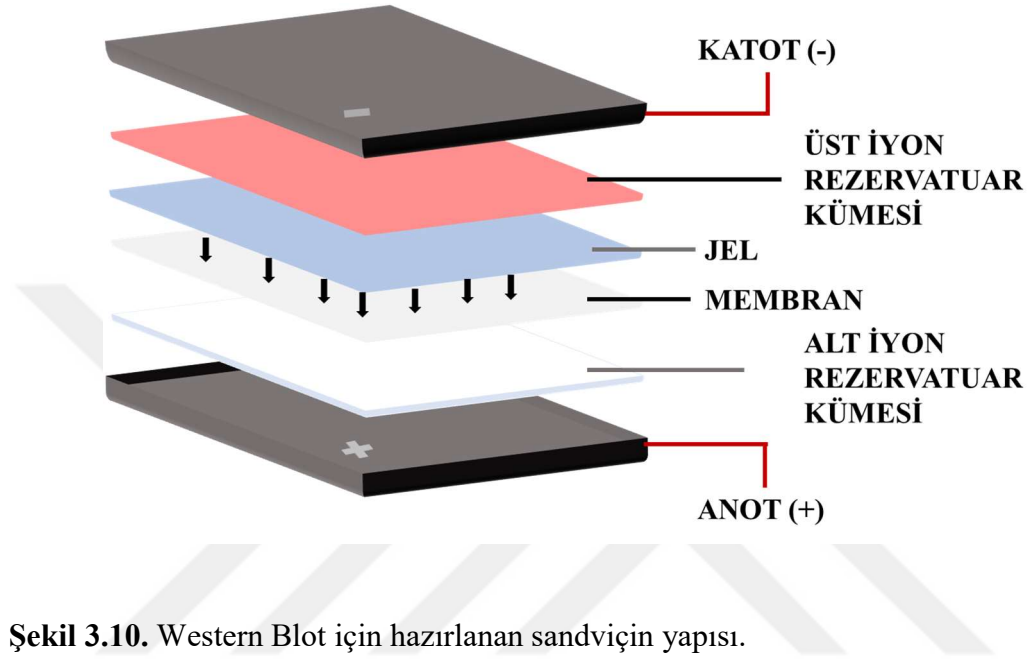 KATOT (-)
ÜST İYON
REZERVATUAR
KÜMESİ
JEL
MEMBRAN
ALT İYON
REZERVATUAR
KÜMESİ
ANOT (+)
Şekil 3.10. Western Blot için hazırlanan sandviçin yapısı.